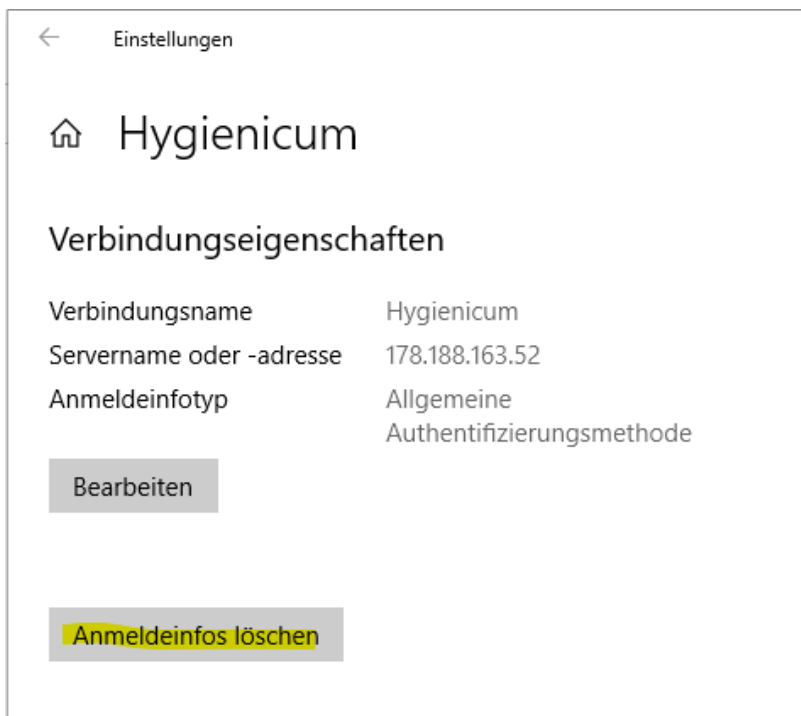 Einstellungen
Hygienicum
Verbindungseigenschaften
Verbindungsname Hygienicum
Servername oder -adresse 178.188.163.52
Anmeldeinfotyp Allgemeine
Authentifizierungsmethode
Bearbeiten
Anmeldeinfos löschen